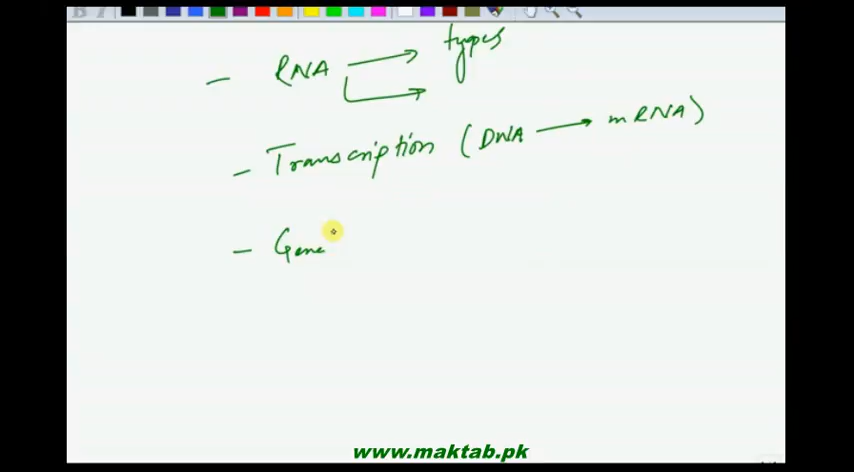 - RNA → types
- Transcription (DNA → mRNA)
- Gene
www.maktab.pk